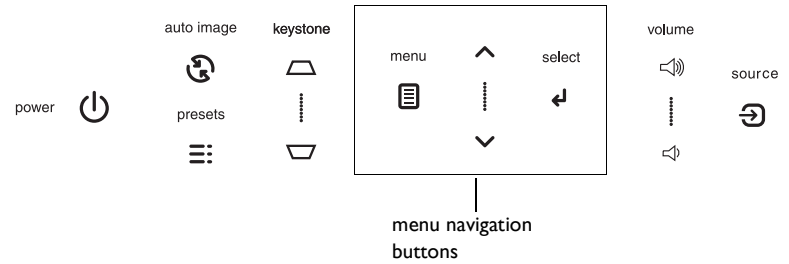 power
auto image
presets
keystone
menu
select
volume
source
menu navigation
buttons